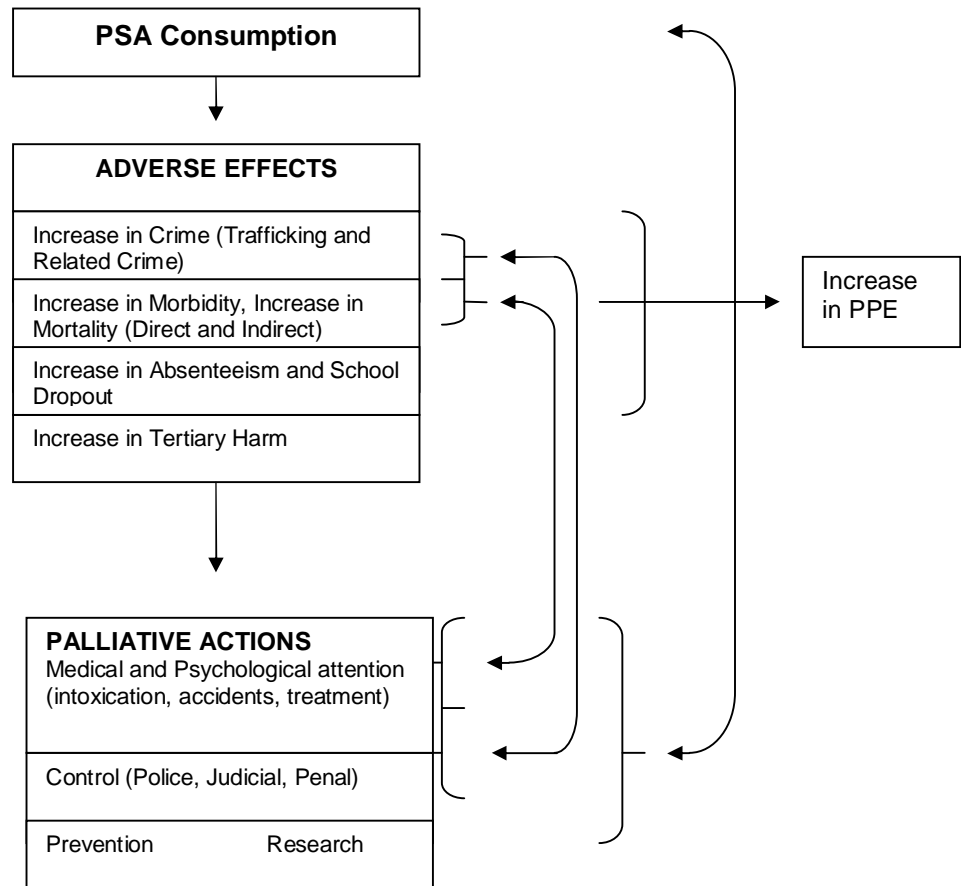 PSA Consumption
ADVERSE EFFECTS
Increase in Crime (Trafficking and
Related Crime)
Increase in Morbidity, Increase in
Mortality (Direct and Indirect)
Increase in Absenteeism and School
Dropout
Increase in Tertiary Harm
Increase
in PPE
PALLIATIVE ACTIONS
Medical and Psychological attention
(intoxication, accidents, treatment)
Control (Police, Judicial, Penal)
Prevention Research